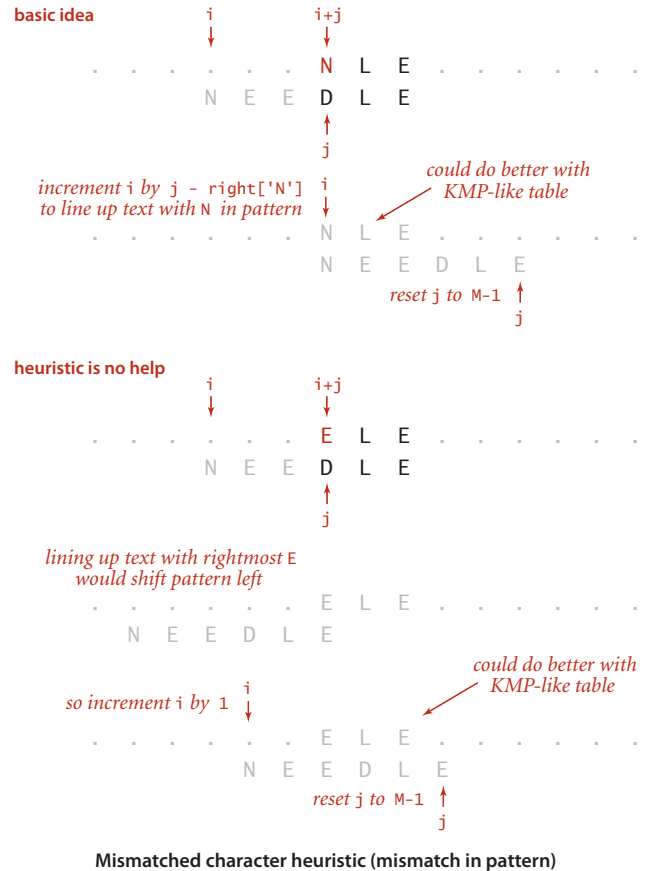 basic idea
i i+j
. . . . . . N L E . . . . . .
N E E D L E
j
increment i by j - right['N']
to line up text with N in pattern
i
could do better with
KMP-like table
. . . . . . N L E . . . . . .
N E E D L E
reset j to M-1
j
heuristic is no help
i i+j
. . . . . . E L E . . . . . .
N E E D L E
j
lining up text with rightmost E
would shift pattern left
. . . . . . E L E . . . . . .
N E E D L E
so increment i by 1
i
could do better with
KMP-like table
. . . . . . E L E . . . . . .
N E E D L E
reset j to M-1
j
Mismatched character heuristic (mismatch in pattern)